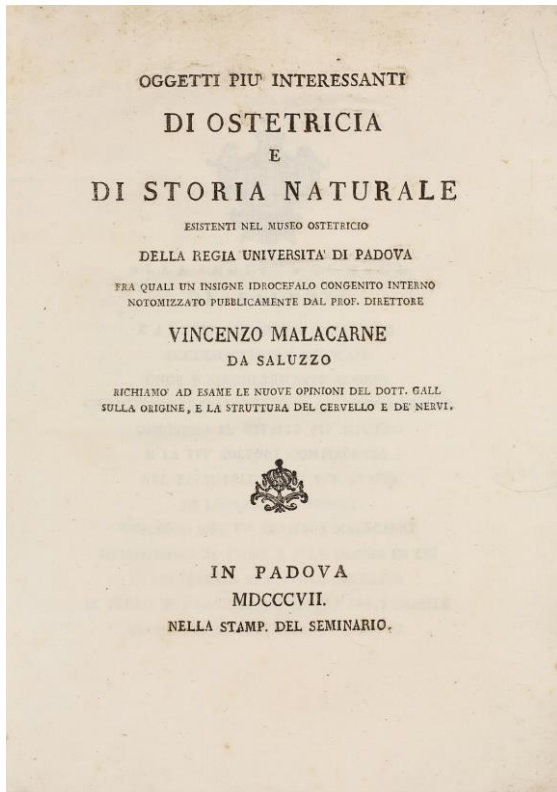 OGGETTI PIU' INTERESSANTI
DI OSTETRICIA
E
DI STORIA NATURALE
ESISTENTI NEL MUSEO OSTETRICIO
DELLA REGIA UNIVERSITA' DI PADOVA
FRA QUALI UN INSIGNE IDROCEFALO CONGENITO INTERNO
NOTOMIZZATO PUBBLICAMENTE DAL PROF. DIRETTORE
VINCENZO MALACARNE
DA SALUZZO
RICHIAMO' AD ESAME LE NUOVE OPINIONI DEL DOTT. GALL
SULLA ORIGINE, E LA STRUTTURA DEL CERVELLO E DE' NERVI.
IN PADOVA
MDCCCVII.
NELLA STAMP. DEL SEMINARIO.